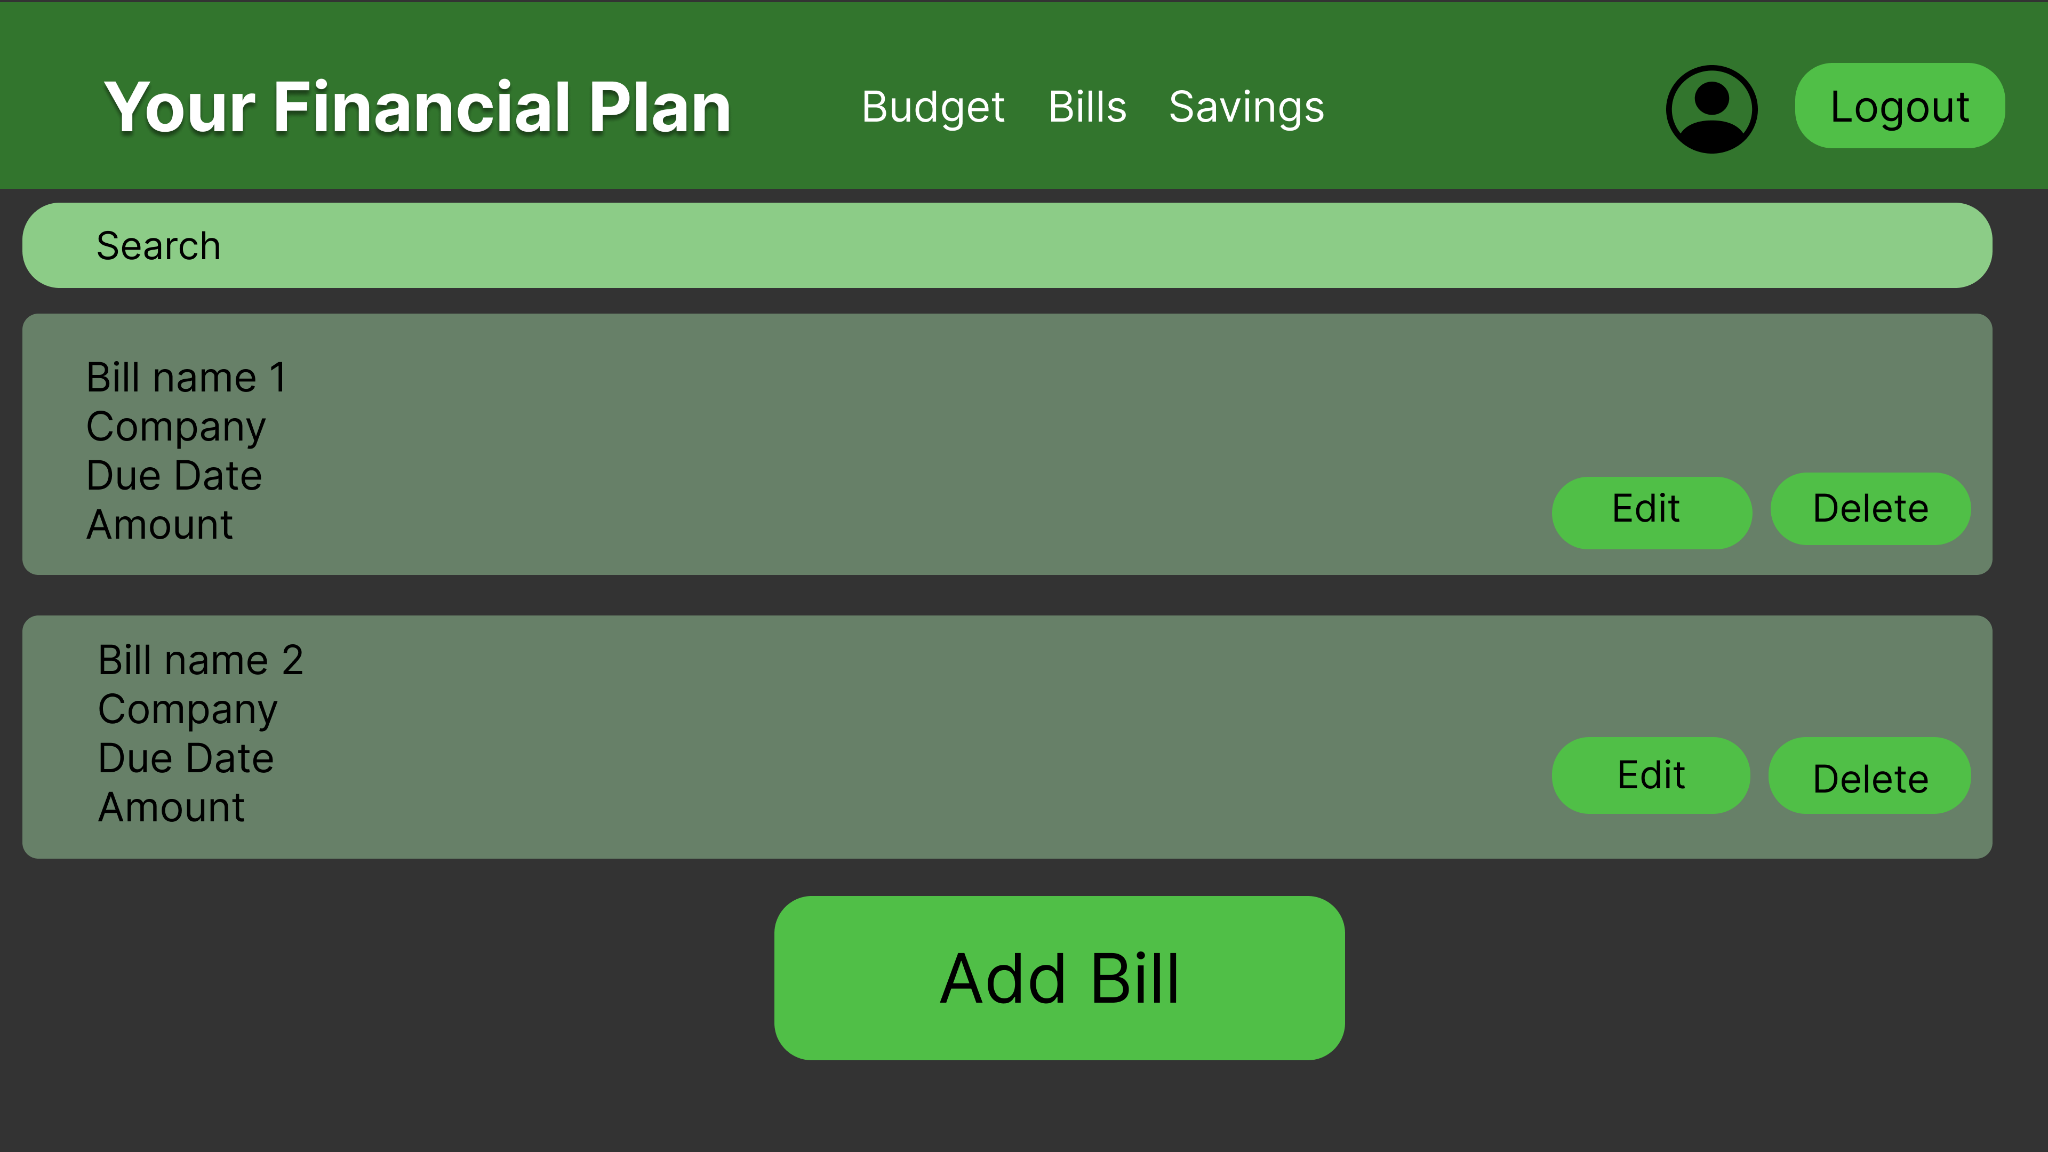 Your Financial Plan
Budget Bills Savings
Logout
Search
Bill name 1
Company
Due Date
Amount
Edit
Delete
Bill name 2
Company
Due Date
Amount
Edit
Delete
Add Bill